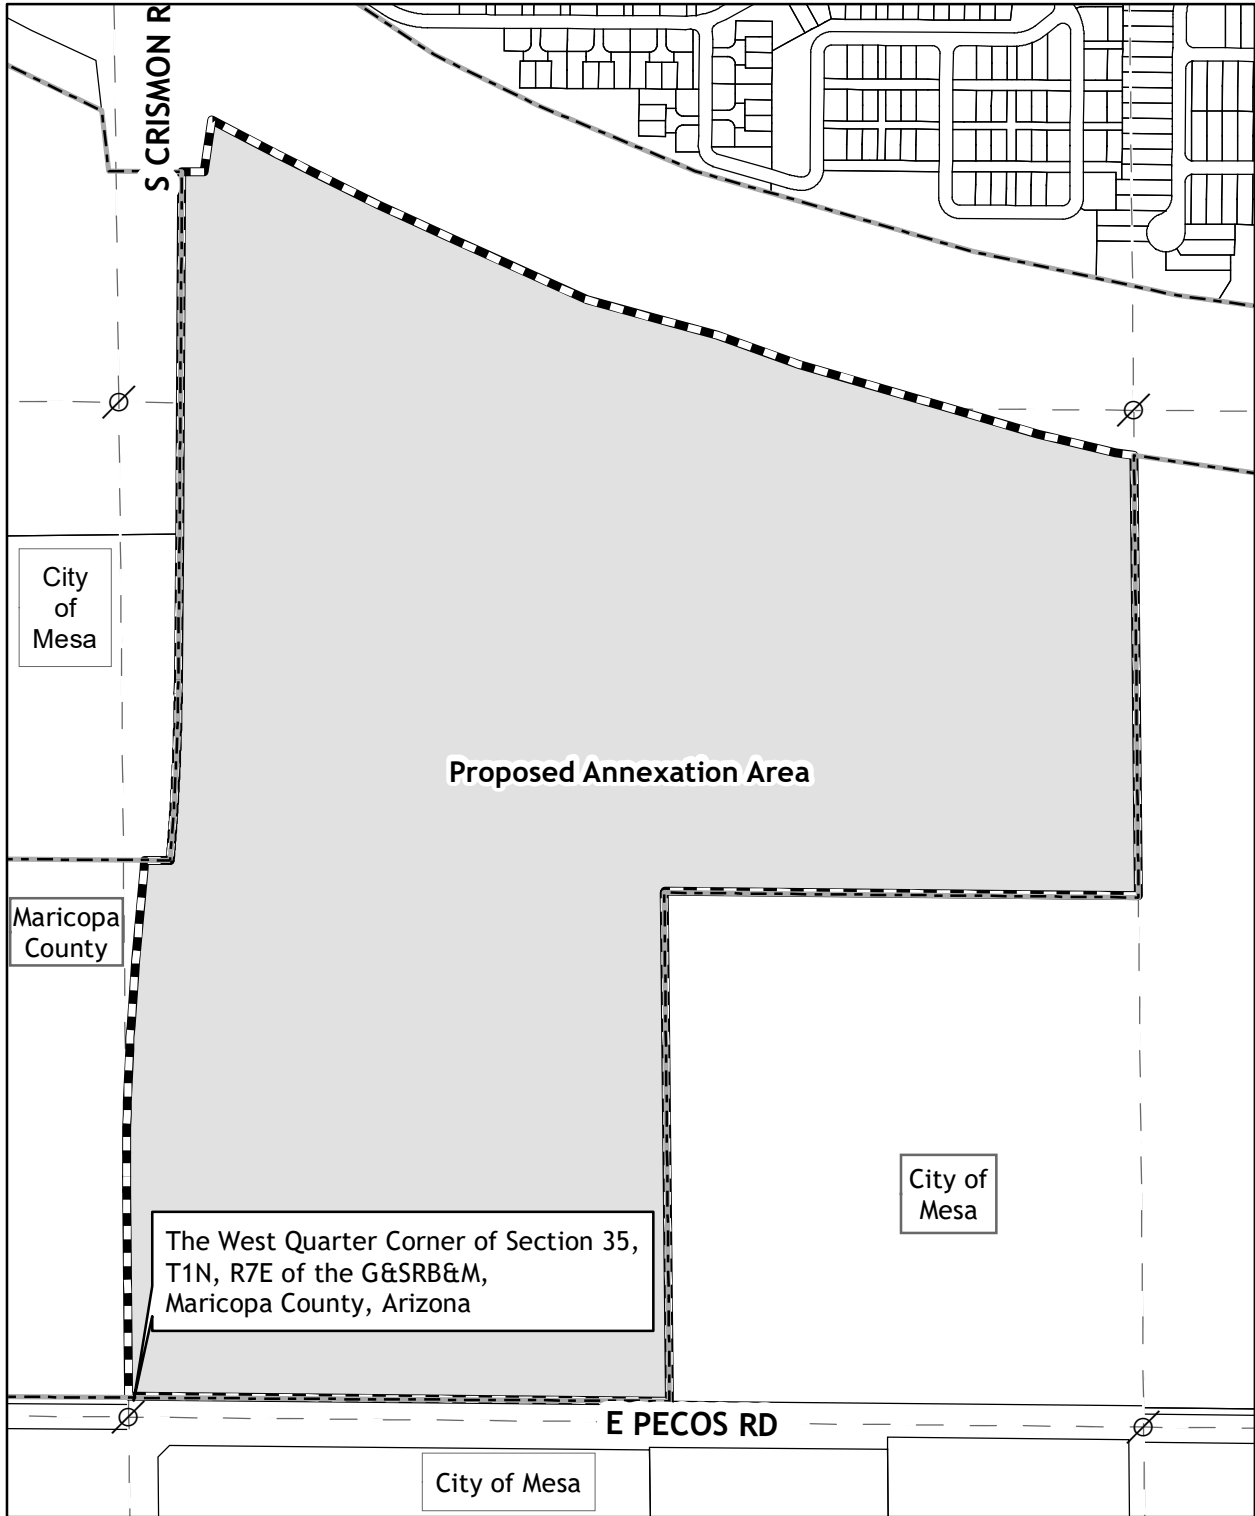 S CRISMON R
City
of
Mesa
Proposed Annexation Area
Maricopa
County
City of
Mesa
The West Quarter Corner of Section 35,
T1N, R7E of the G&SRB&M,
Maricopa County, Arizona
E PECOS RD
City of Mesa